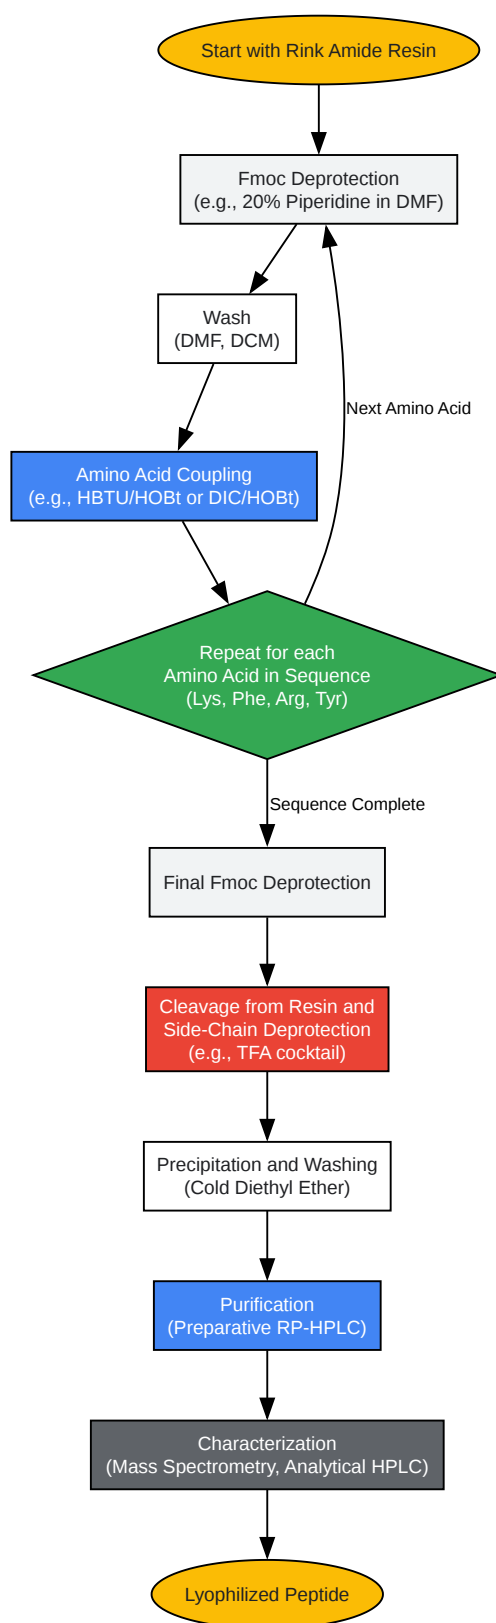 Start with Rink Amide Resin
Fmoc Deprotection
(e.g., 20% Piperidine in DMF)
Wash
(DMF, DCM)
Next Amino Acid
Amino Acid Coupling
(e.g., HBTU/HOBt or DIC/HOBt)
Repeat for each
Amino Acid in Sequence
(Lys, Phe, Arg, Tyr)
Sequence Complete
Final Fmoc Deprotection
Cleavage from Resin and
Side-Chain Deprotection
(e.g., TFA cocktail)
Precipitation and Washing
(Cold Diethyl Ether)
Purification
(Preparative RP-HPLC)
Characterization
(Mass Spectrometry, Analytical HPLC)
Lyophilized Peptide